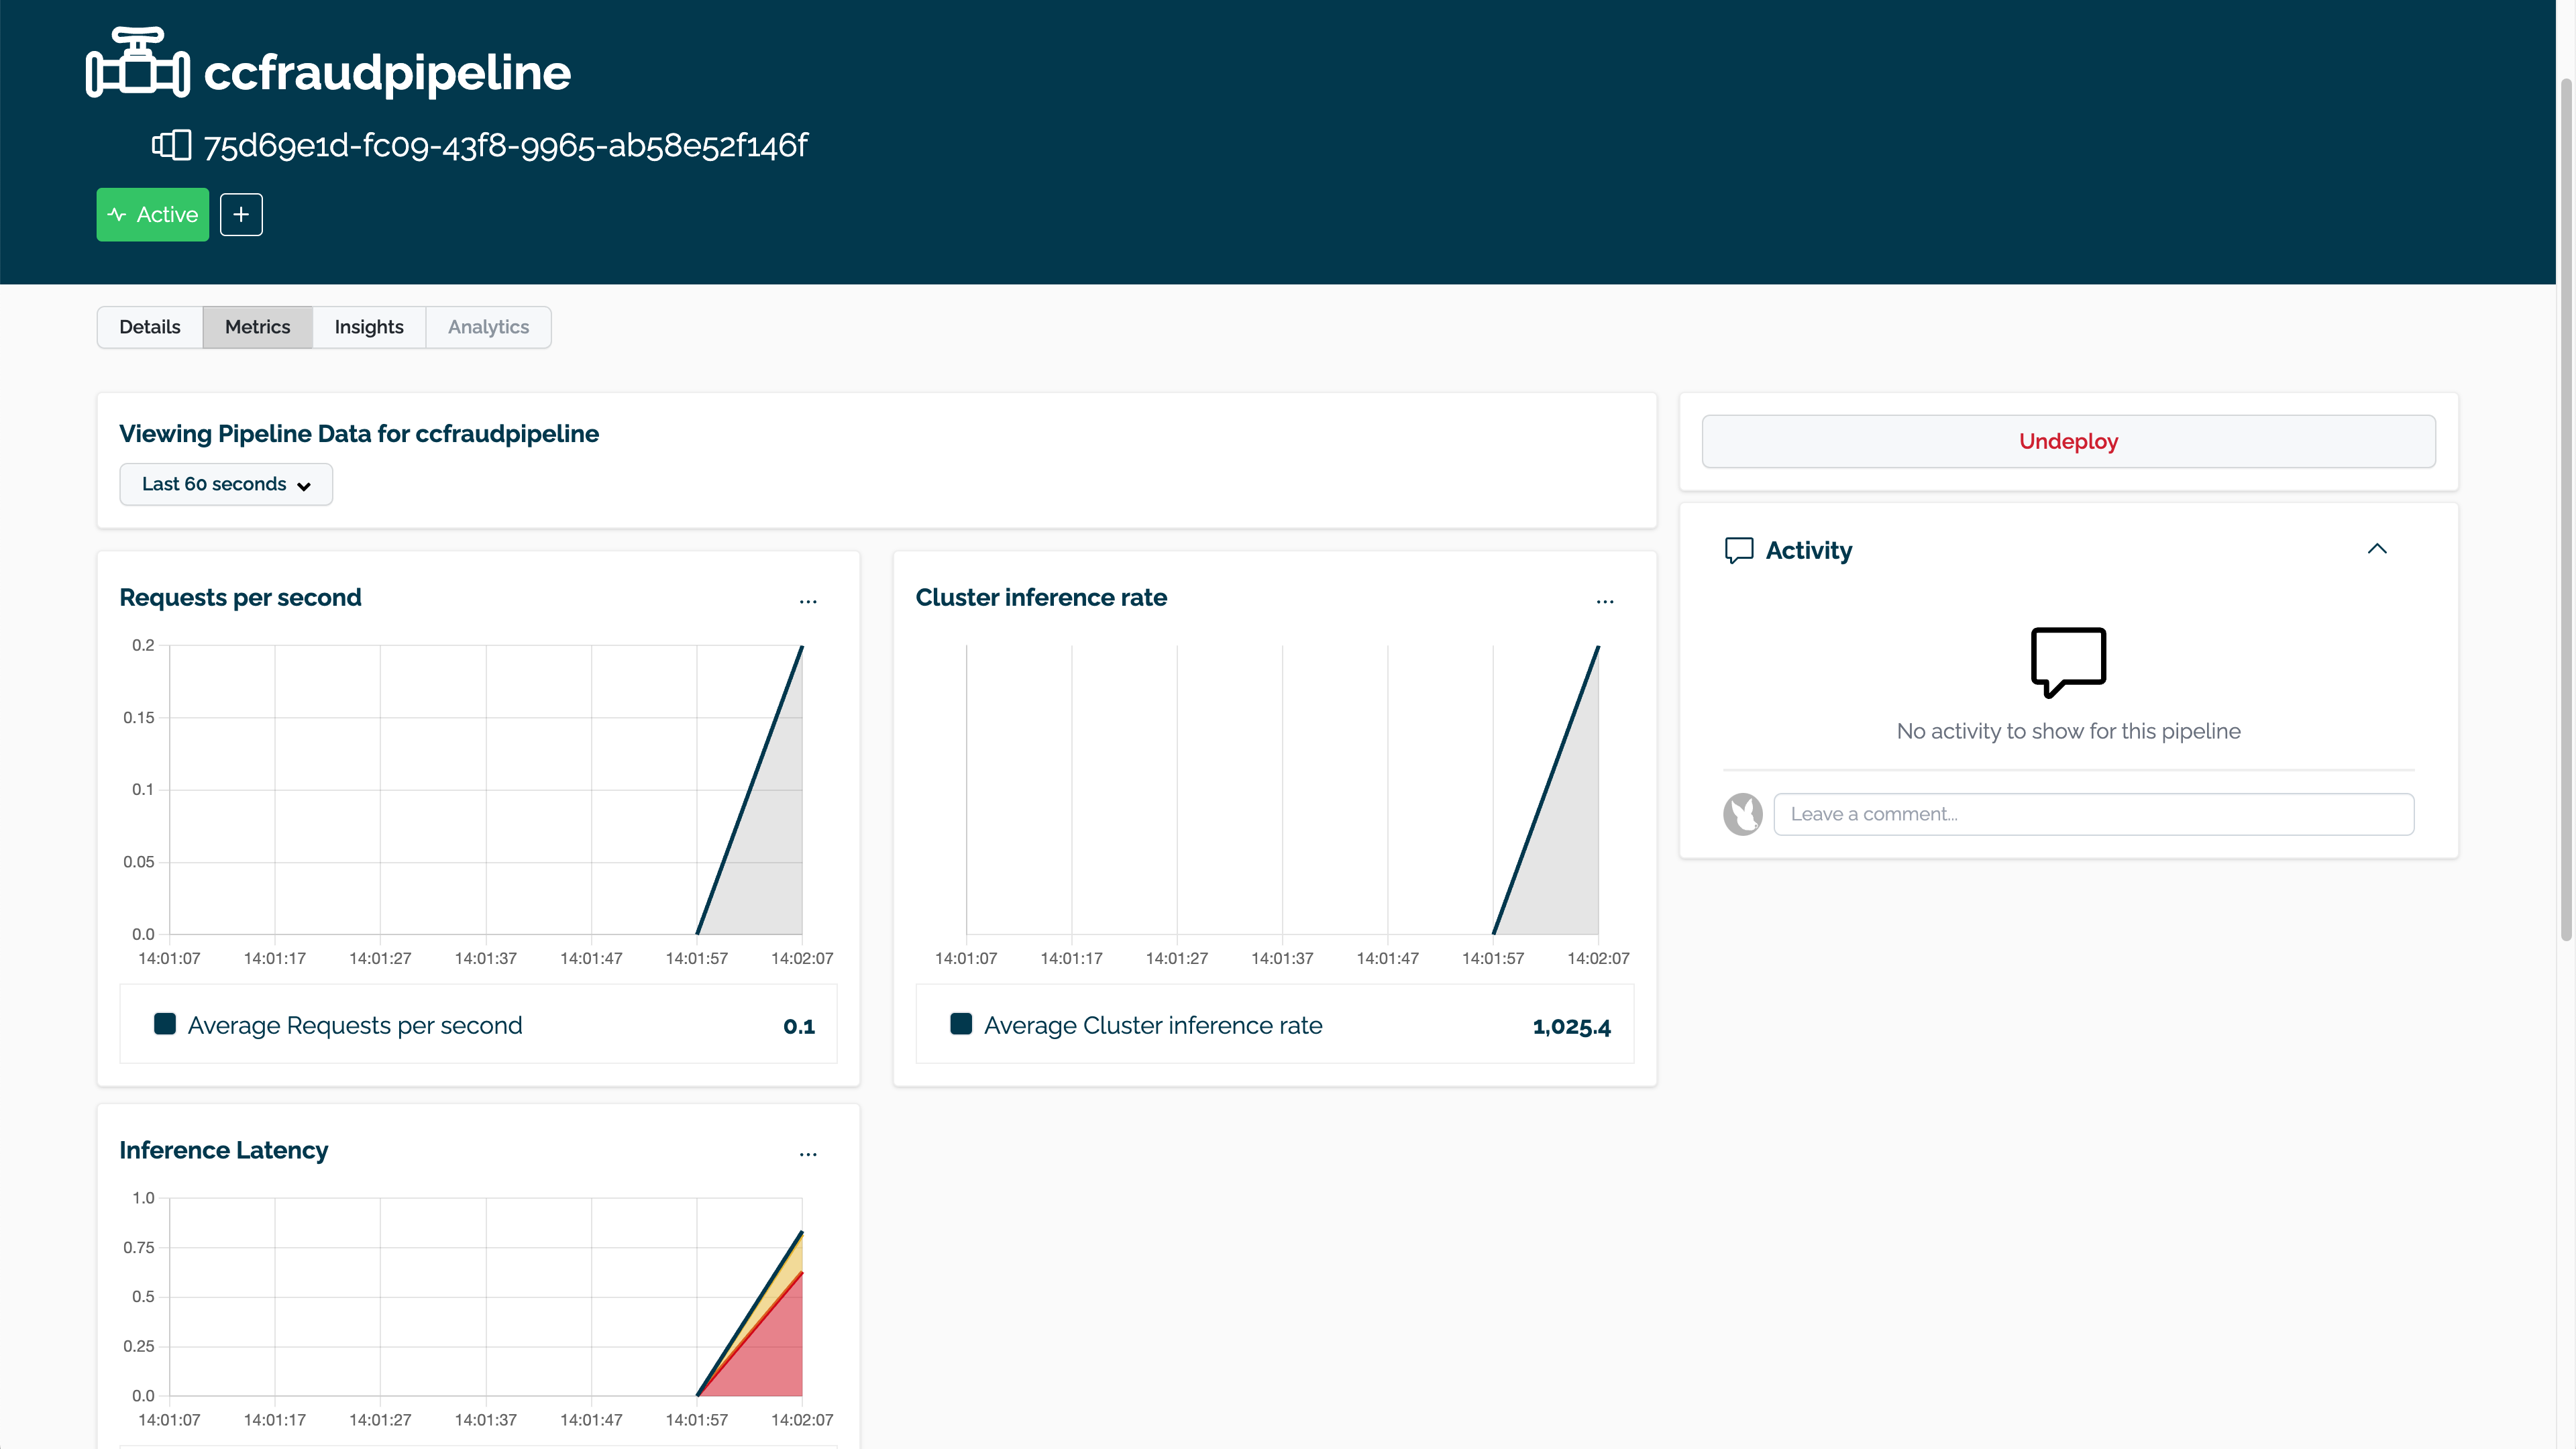 ccfraudpipeline
75d69e1d-fc09-43f8-9965-ab58e52f146f
Active
+
Details Metrics Insights Analytics
Viewing Pipeline Data for ccfraudpipeline
Last 60 seconds
Undeploy
Activity
No activity to show for this pipeline
Leave a comment...
Requests per second
...
0.2
0.15
0.1
0.05
0.0
14:01:07 14:01:17 14:01:27 14:01:37 14:01:47 14:01:57 14:02:07
Average Requests per second 0.1
Cluster inference rate
...
14:01:07 14:01:17 14:01:27 14:01:37 14:01:47 14:01:57 14:02:07
Average Cluster inference rate 1,025.4
Inference Latency
...
1.0
0.75
0.5
0.25
0.0
14:01:07 14:01:17 14:01:27 14:01:37 14:01:47 14:01:57 14:02:07